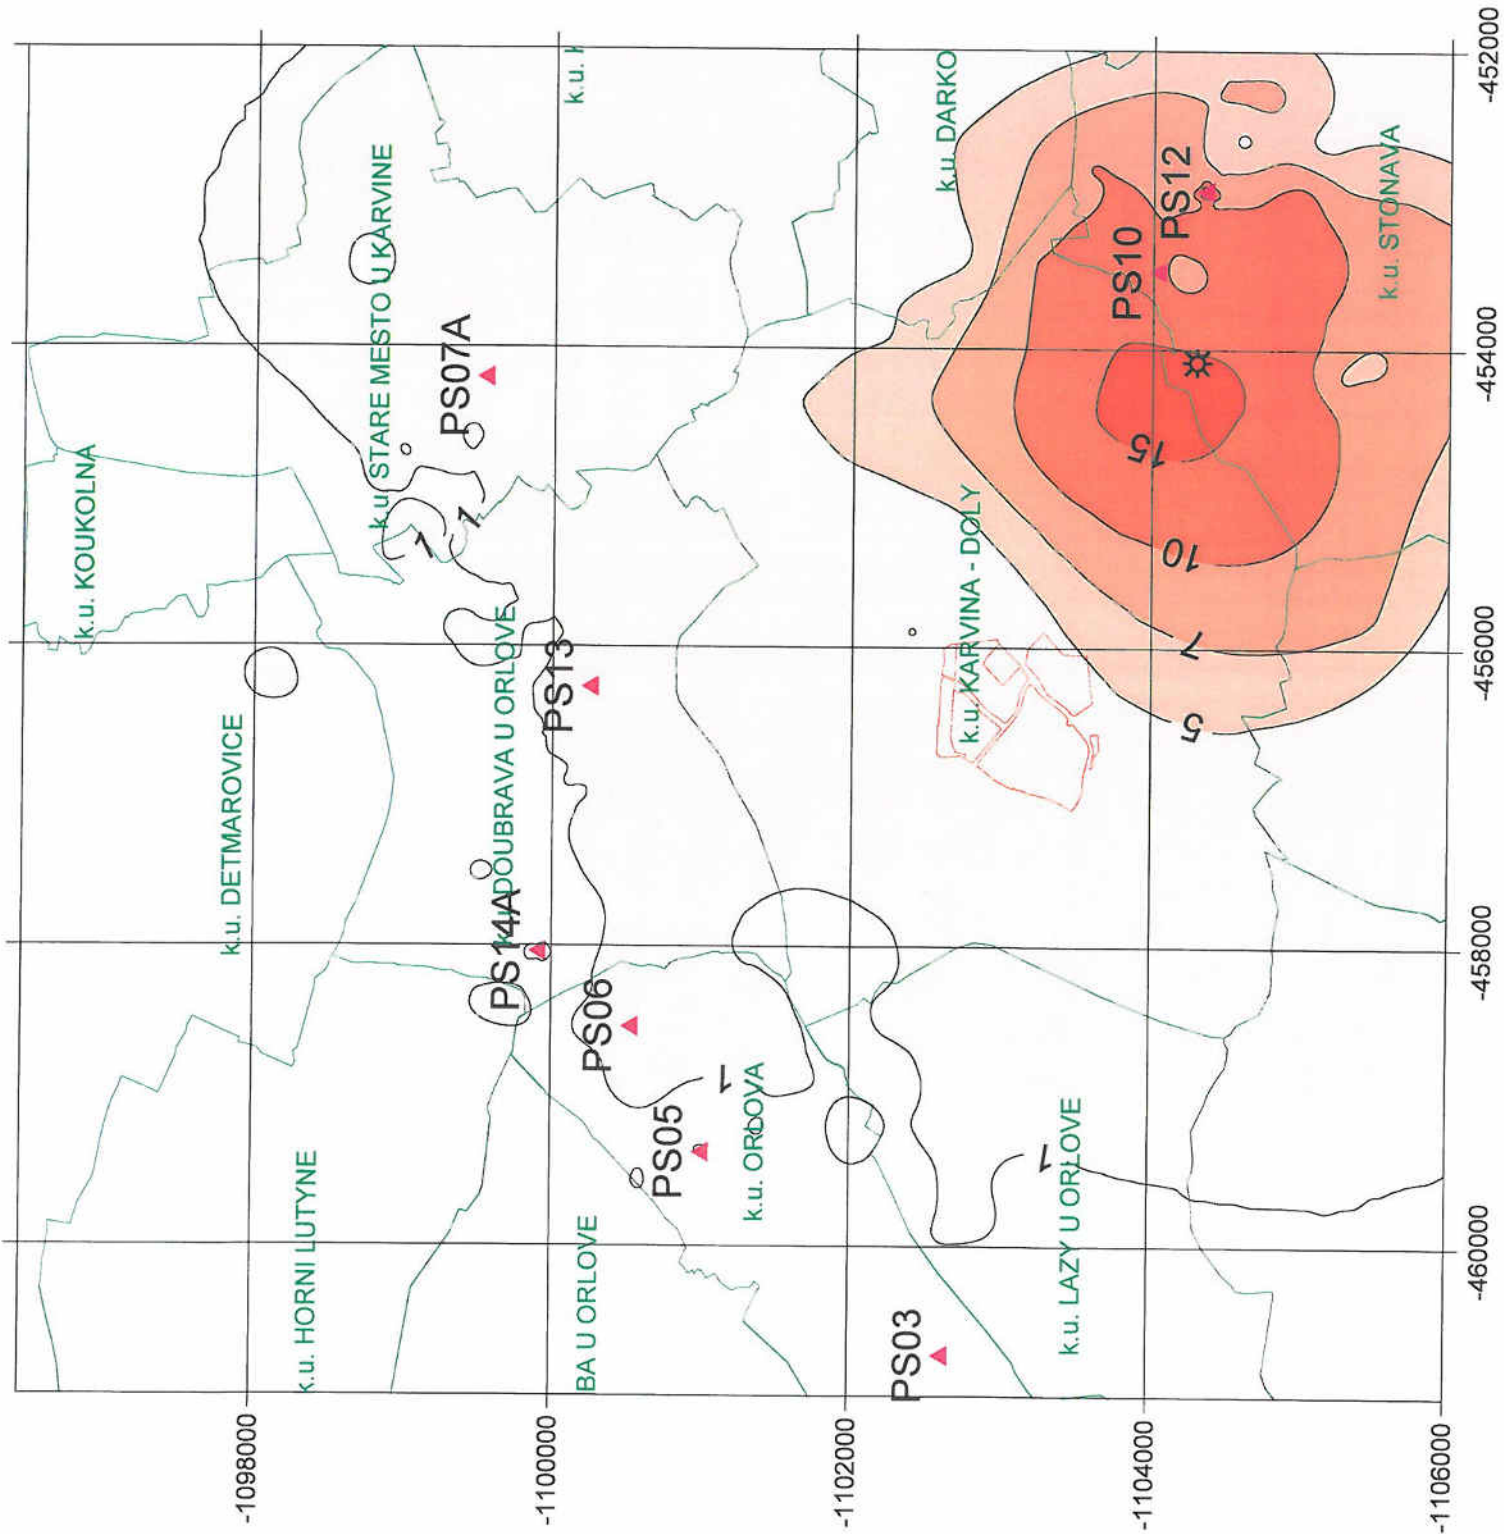 k.u. KOUKOLNA
k.u. STARE MESTO U KARVINE
k.u. K
k.u. DARKO
PS07A
PS12
PS10
k.u. STONAVA
15
10
7
5
1
1
k.u. DETMAROVICE
k.u. DOUBRAVA U ORLOVE
PS13
k.u. KARVINA - DOLY
PS14A
PS06
1
k.u. ORLOVA
PS05
k.u. HORNI LUTYNE
BA U ORLOVE
1
k.u. LAZY U ORLOVE
PS03
-1098000
-1100000
-1102000
-1104000
-1106000
-452000
-454000
-456000
-458000
-460000